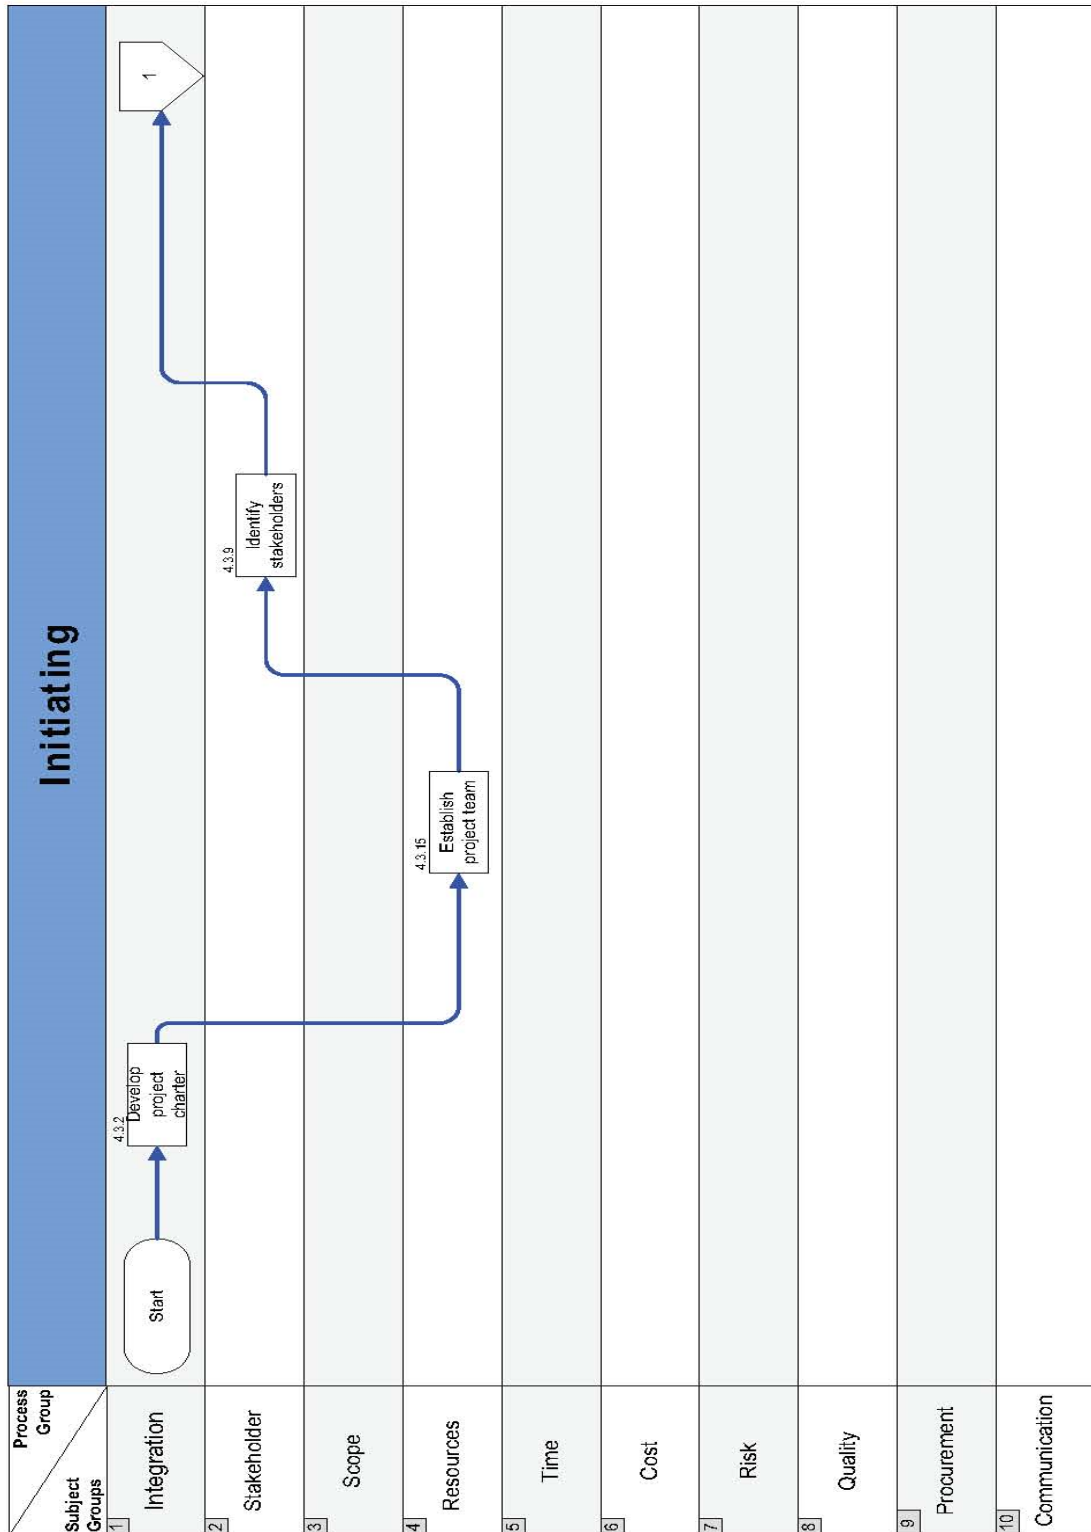 Process
Group
Subject
Groups
Initiating
1
Integration
Start
4.3.2
Develop
project
charter
1
2
Stakeholder
4.3.9
Identify
stakeholders
3
Scope
4
Resources
4.3.15
Establish
project team
5
Time
6
Cost
7
Risk
8
Quality
9
Procurement
10
Communication